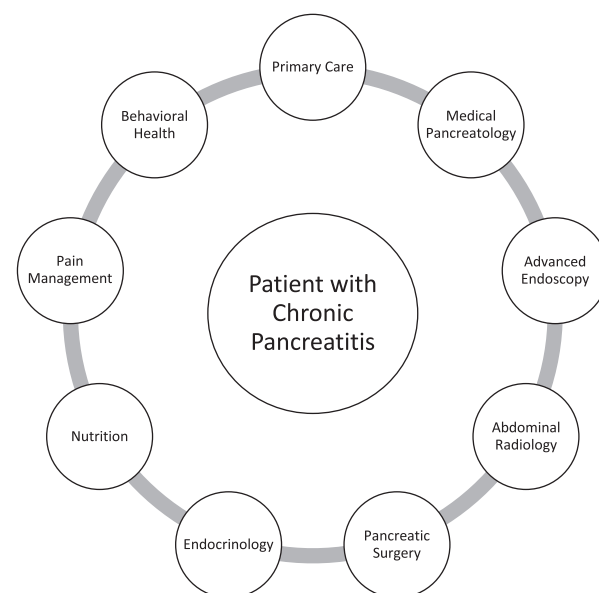 Primary Care
Medical
Pancreatology
Advanced
Endoscopy
Abdominal
Radiology
Pancreatic
Surgery
Endocrinology
Nutrition
Pain
Management
Behavioral
Health
Patient with
Chronic
Pancreatitis